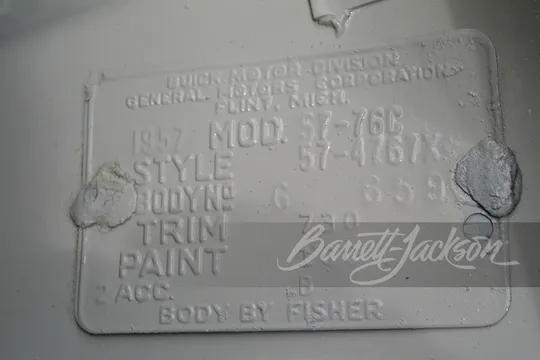 BUICK MOTOR DIVISION
GENERAL MOTORS CORPORATION
FLINT, MICH.
1957 MOD. 57-76C
STYLE 57-4767X
BODY Nº 6
TRIM
PAINT
2 ACC. D
BODY BY FISHER
Barrett-Jackson